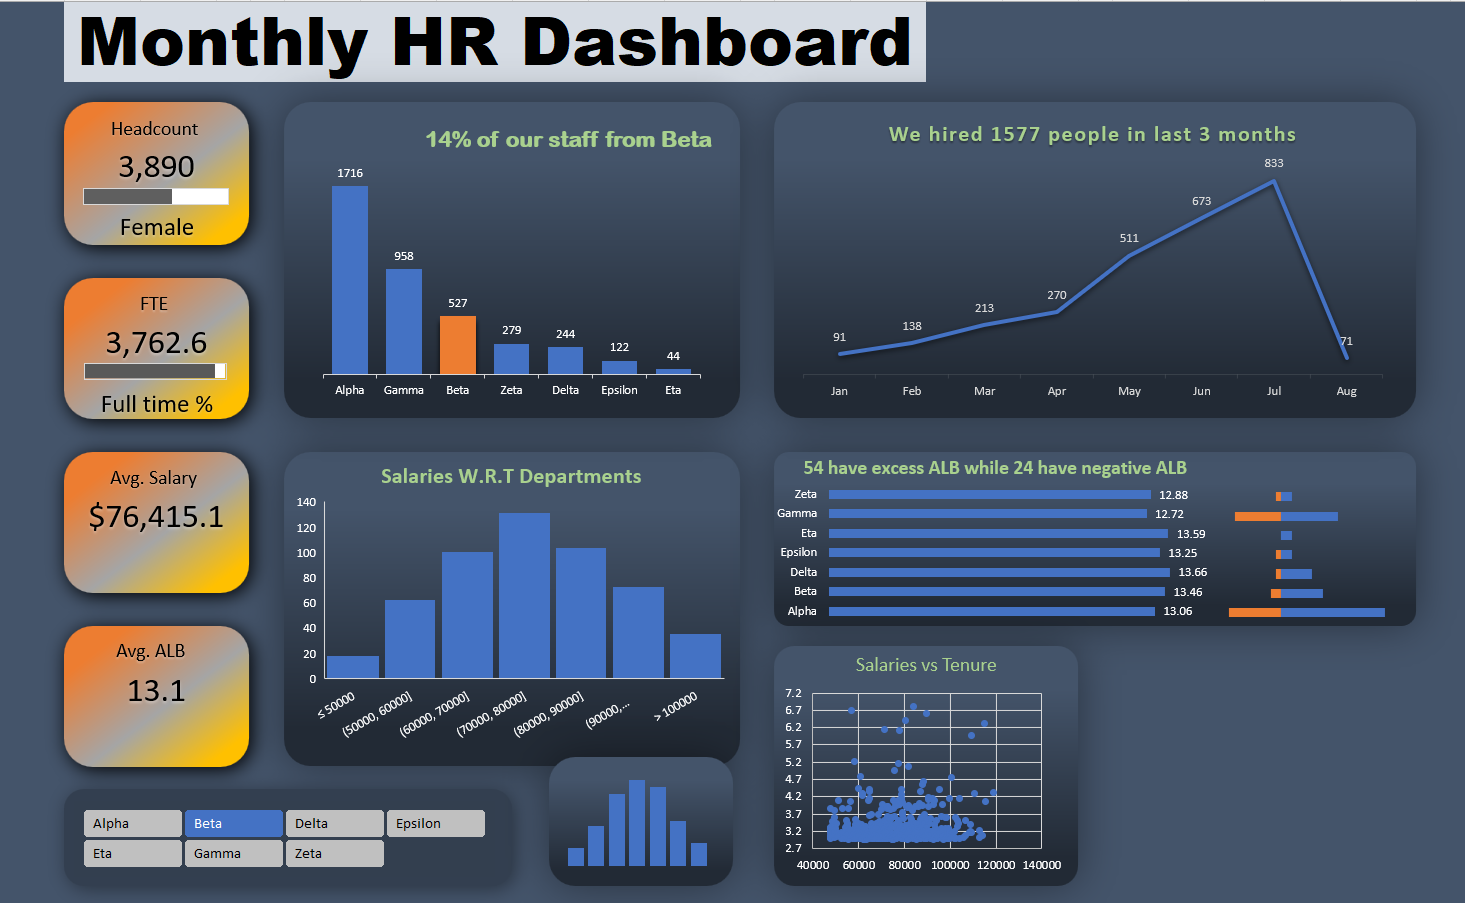 Monthly HR Dashboard
Headcount
3,890
Female
FTE
3,762.6
Full time %
Avg. Salary
$76,415.1
Avg. ALB
13.1
14% of our staff from Beta
1716
958
527
279
244
122
44
Alpha Gamma Beta Zeta Delta Epsilon Eta
We hired 1577 people in last 3 months
91
138
213
270
511
673
833
71
Jan Feb Mar Apr May Jun Jul Aug
Salaries W.R.T Departments
140
120
100
80
60
40
20
0
≤ 50000
(50000, 60000]
(60000, 70000]
(70000, 80000]
(80000, 90000]
(90000,...
> 100000
54 have excess ALB while 24 have negative ALB
Zeta 12.88
Gamma 12.72
Eta 13.59
Epsilon 13.25
Delta 13.66
Beta 13.46
Alpha 13.06
Salaries vs Tenure
7.2
6.7
6.2
5.7
5.2
4.7
4.2
3.7
3.2
2.7
40000 60000 80000 100000 120000 140000
Alpha Beta Delta Epsilon
Eta Gamma Zeta